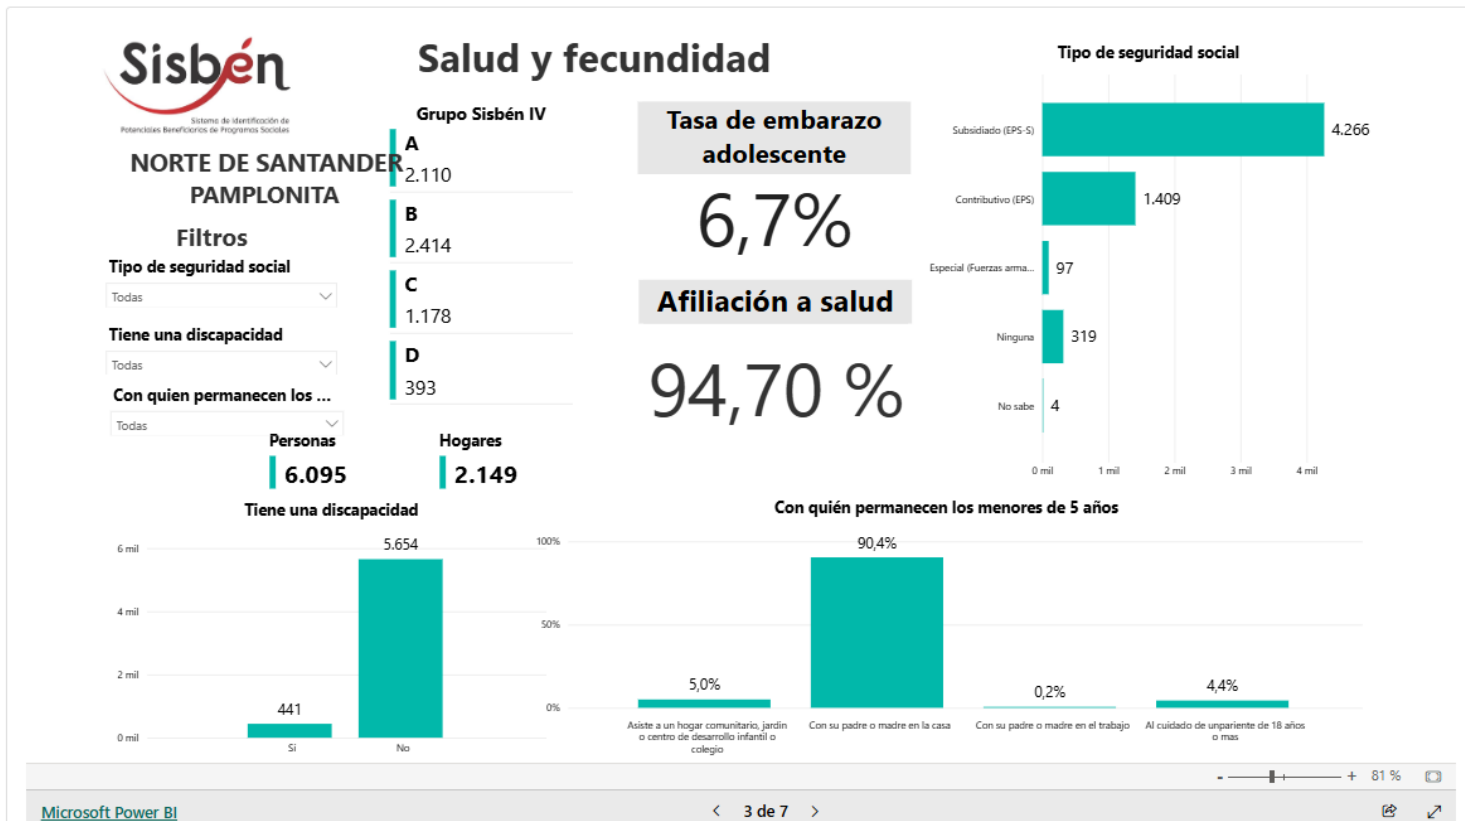 Sisbén
Sistema de Identificación de
Potenciales Beneficiarios de Programas Sociales
NORTE DE SANTANDER
PAMPLONITA
Filtros
Tipo de seguridad social
Todas
Tiene una discapacidad
Todas
Con quien permanecen los ...
Todas
Salud y fecundidad
Grupo Sisbén IV
A
2.110
B
2.414
C
1.178
D
393
Personas
6.095
Hogares
2.149
Tasa de embarazo
adolescente
6,7%
Afiliación a salud
94,70 %
Tipo de seguridad social
Subsidiado (EPS-S)
4.266
Contributivo (EPS)
1.409
Especial (Fuerzas arma...
97
Ninguna
319
No sabe
4
0 mil
1 mil
2 mil
3 mil
4 mil
Tiene una discapacidad
6 mil
4 mil
2 mil
0 mil
441
5.654
Si
No
Con quién permanecen los menores de 5 años
100%
50%
0%
5,0%
90,4%
0,2%
4,4%
Asiste a un hogar comunitario, jardin
o centro de desarrollo infantil o
colegio
Con su padre o madre en la casa
Con su padre o madre en el trabajo
Al cuidado de unpariente de 18 años
o mas
- + 81 %
Microsoft Power BI
< 3 de 7 >